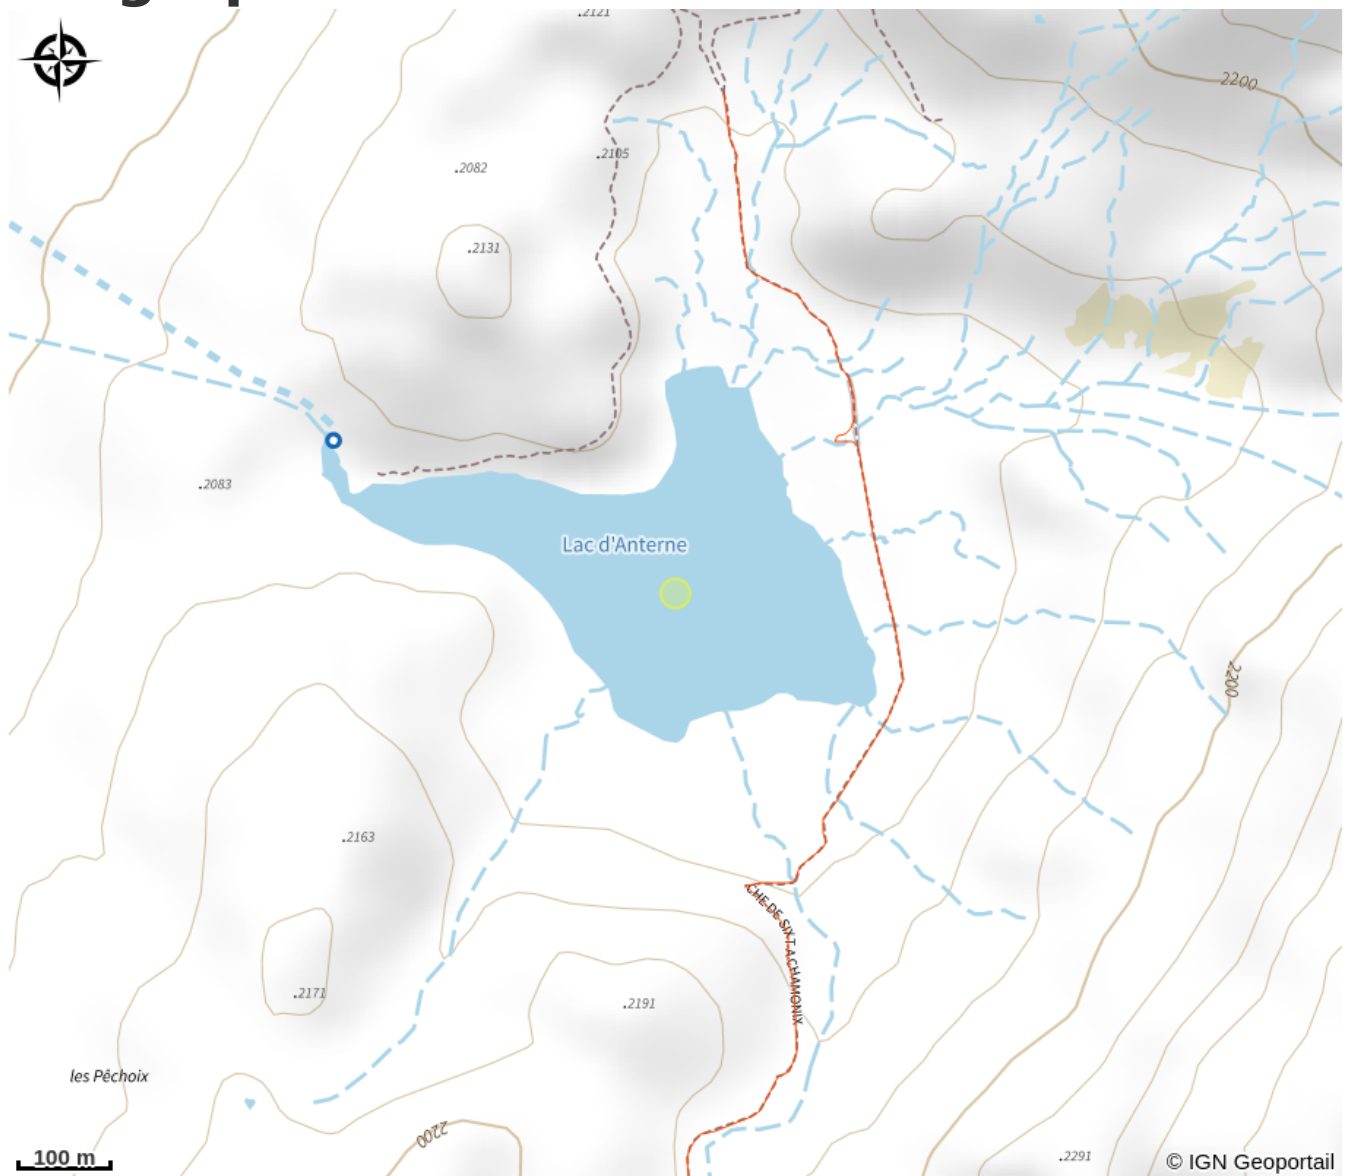 2121
2200
.2105
.2082
.2131
.2083
Lac d'Anterne
2200
.2163
CHE DE SIXT A CHAMONIX
.2171
.2191
les Pêchoix
2200
.2291
100 m
© IGN Geoportail